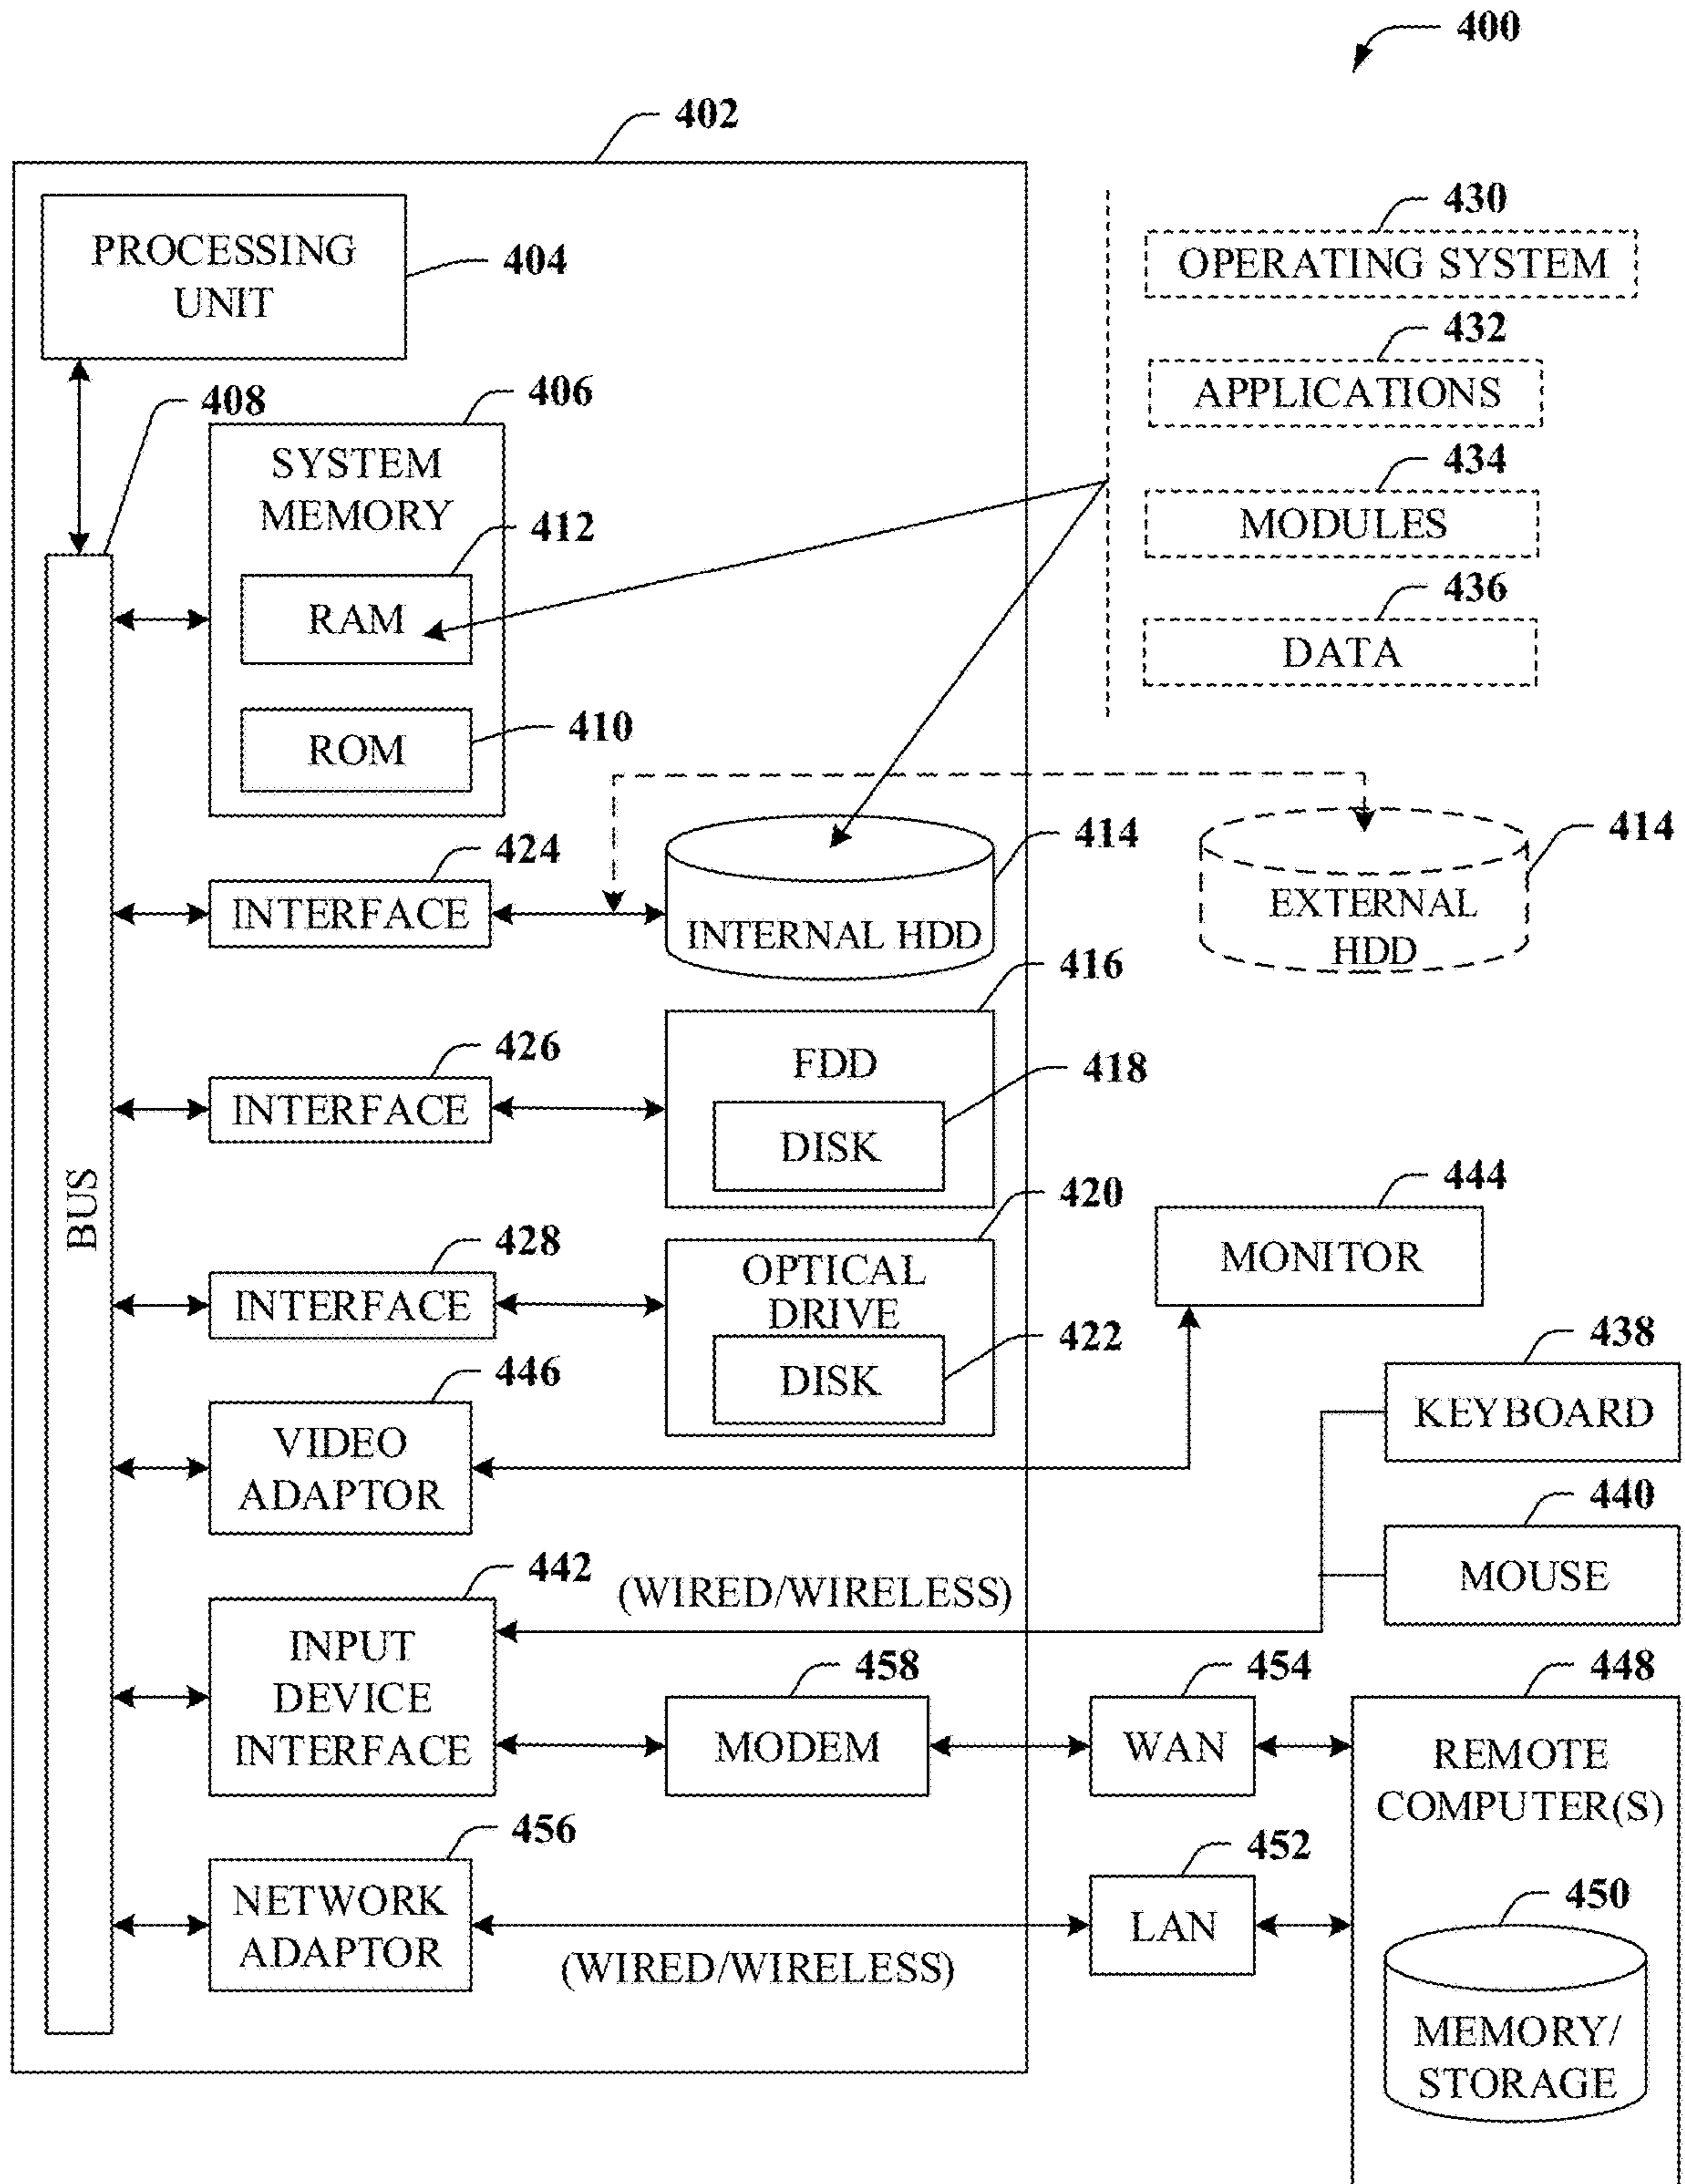 400
402
PROCESSING
UNIT
404
430
OPERATING SYSTEM
432
APPLICATIONS
434
MODULES
436
DATA
408
406
SYSTEM
MEMORY
412
RAM
410
ROM
BUS
424
INTERFACE
414
INTERNAL HDD
414
EXTERNAL
HDD
426
INTERFACE
416
FDD
418
DISK
428
INTERFACE
420
OPTICAL
DRIVE
422
DISK
444
MONITOR
446
VIDEO
ADAPTOR
438
KEYBOARD
440
MOUSE
442
INPUT
DEVICE
INTERFACE
(WIRED/WIRELESS)
458
MODEM
454
WAN
448
REMOTE
COMPUTER(S)
456
NETWORK
ADAPTOR
(WIRED/WIRELESS)
452
LAN
450
MEMORY/
STORAGE